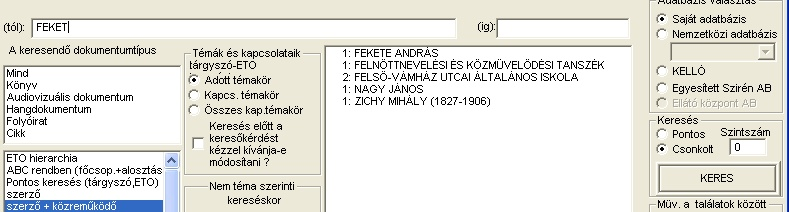 (tól): FEKET
(ig):
A keresendő dokumentumtípus
Mind
Könyv
Audiovizuális dokumentum
Hangdokumentum
Folyóirat
Cikk
ETO hierarchia
ABC rendben (főcsop.+alosztás
Pontos keresés (tárgyszó,ETO)
szerző
szerző + közreműködő
Témák és kapcsolataik
tárgyszó-ETO
Adott témakör
Kapcs. témakör
Összes kap.témakör
Keresés előtt a
keresőkérdést
kézzel kívánja-e
módosítani ?
Nem téma szerinti
kereséskor
1: FEKETE ANDRÁS
1: FELNŐTTNEVELÉSI ÉS KÖZMŰVELŐDÉSI TANSZÉK
2: FELSŐ-VÁMHÁZ UTCAI ÁLTALÁNOS ISKOLA
1: NAGY JÁNOS
1: ZICHY MIHÁLY (1827-1906)
Adatbázis választás
Saját adatbázis
Nemzetközi adatbázis
KELLÓ
Egyesített Szirén AB
Ellátó központ AB
Keresés
Pontos
Csonkolt
Szintszám
0
KERES
Műv. a találatok között